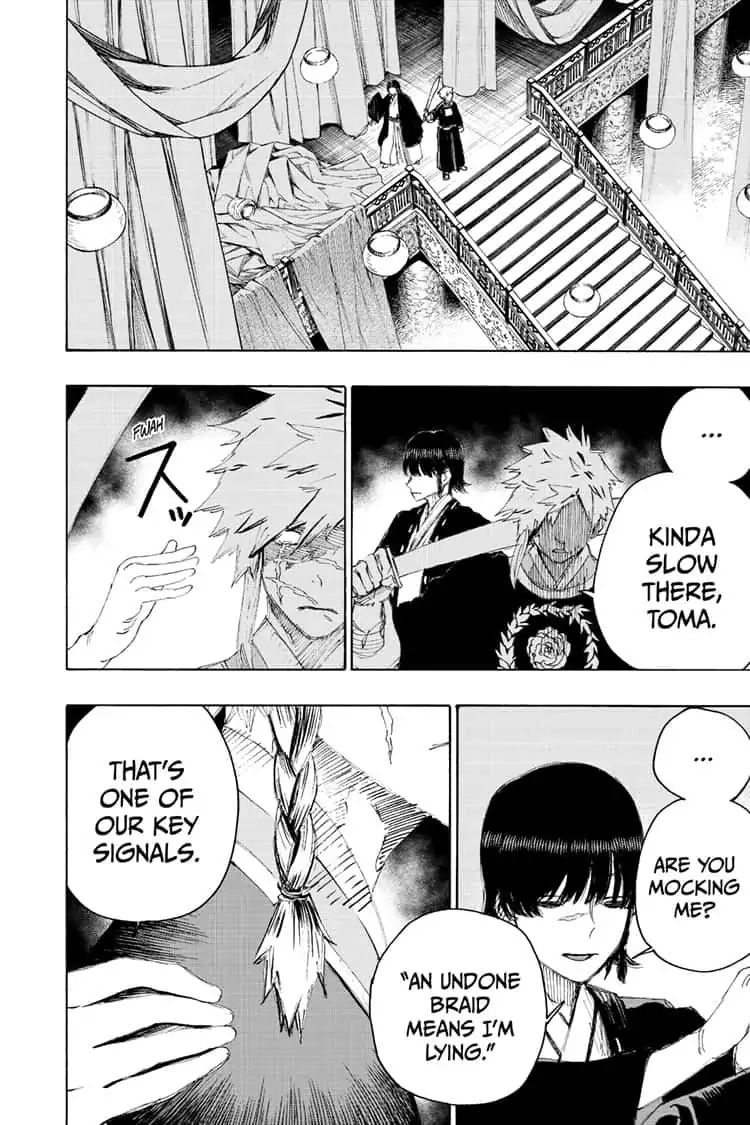 ...
KINDA
SLOW
THERE,
TOMA.
FWAH
スッ
...
ARE YOU
MOCKING
ME?
"AN UNDONE
BRAID
MEANS I'M
LYING."
THAT'S
ONE OF
OUR KEY
SIGNALS.